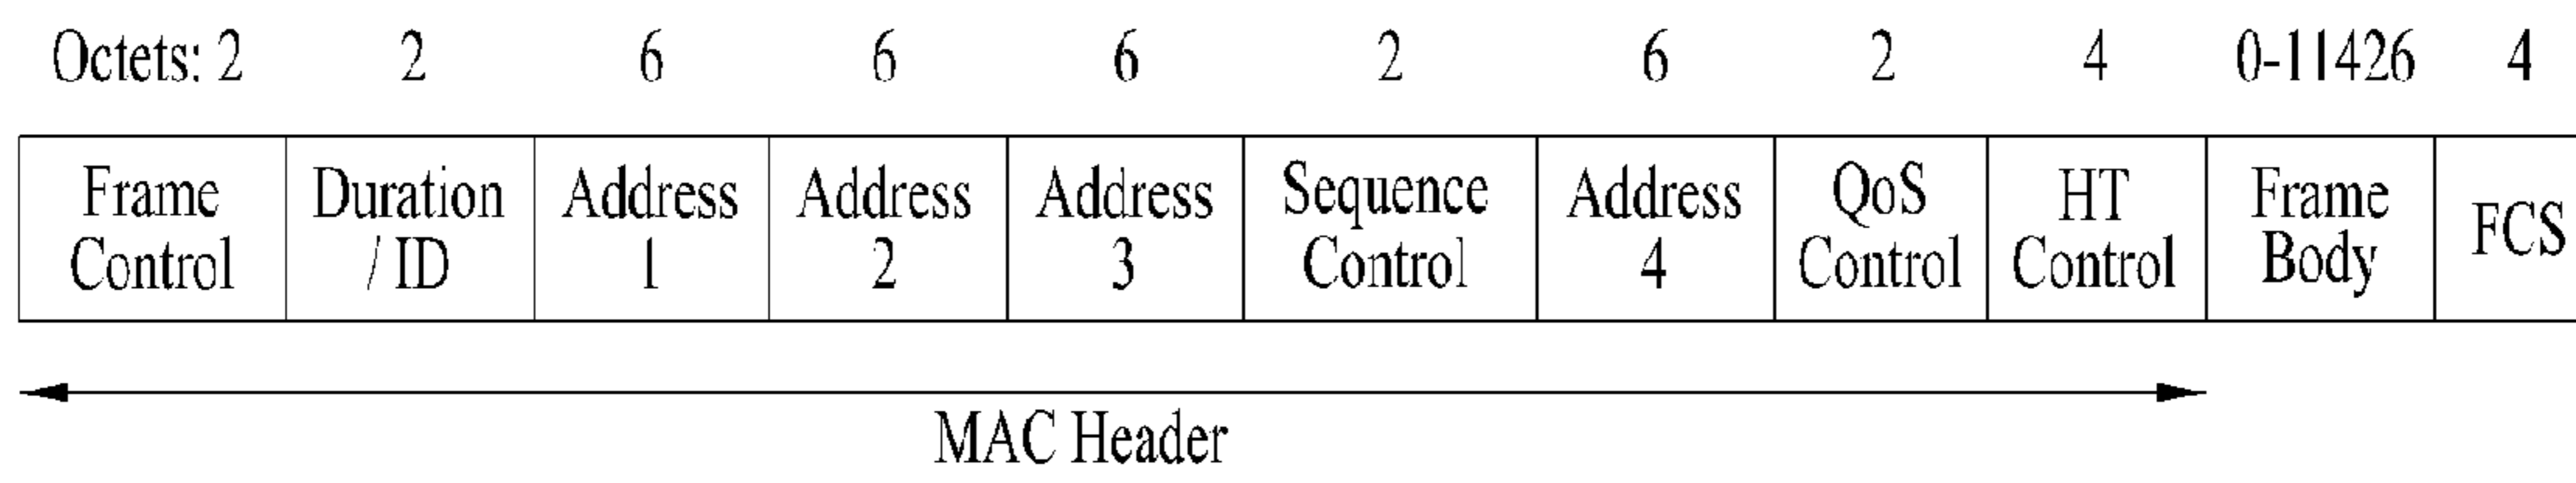 Octets: 2 2 6 6 6 2 6 2 4 0-11426 4
Frame Control
Duration / ID
Address 1
Address 2
Address 3
Sequence Control
Address 4
QoS Control
HT Control
Frame Body
FCS
MAC Header